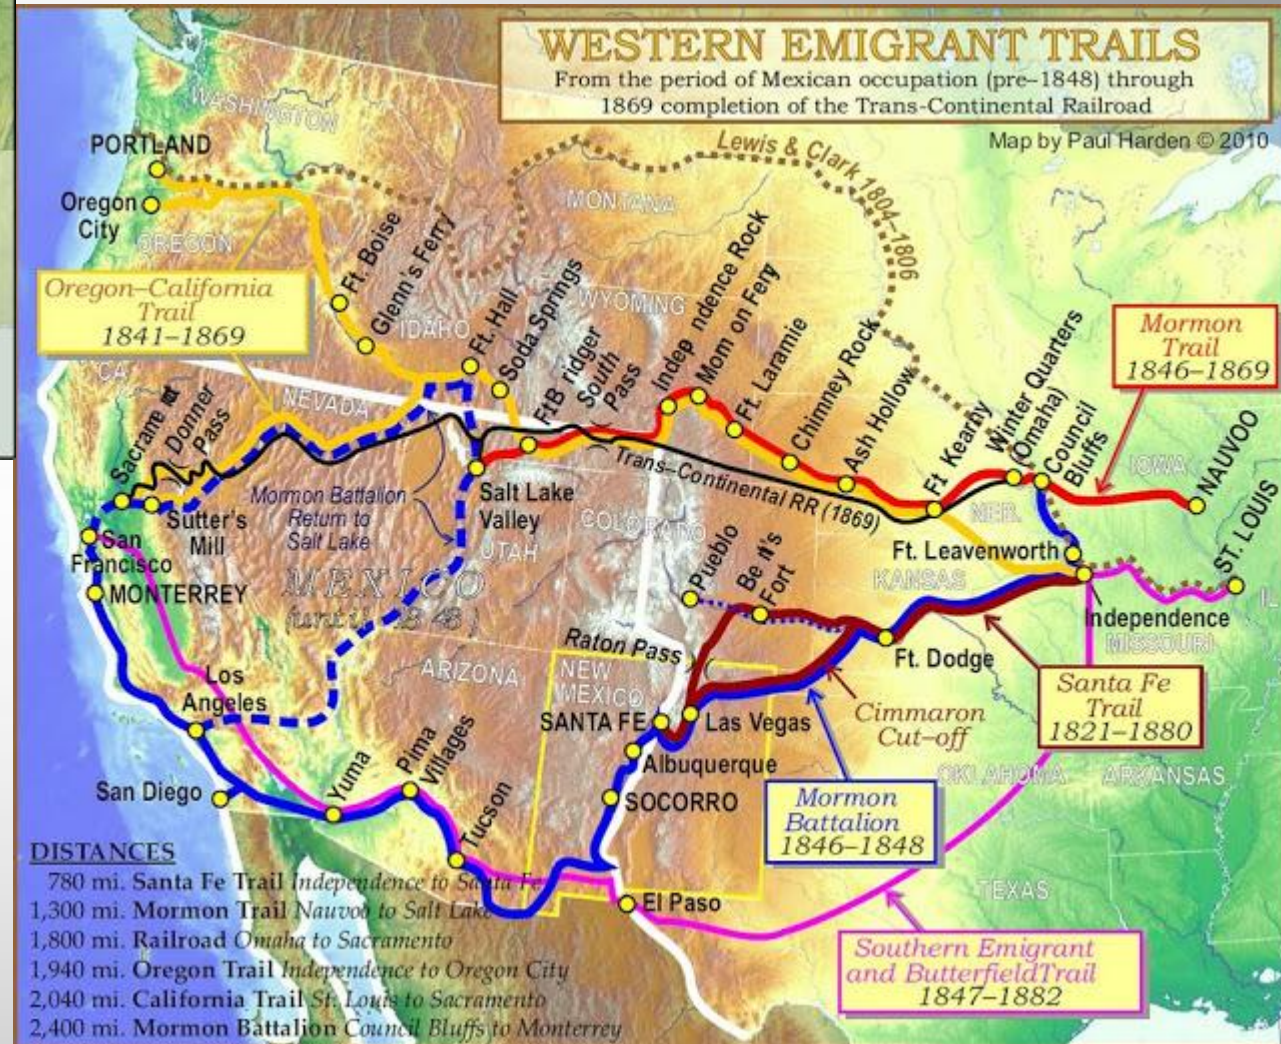 WESTERN EMIGRANT TRAILS
From the period of Mexican occupation (pre–1848) through
1869 completion of the Trans-Continental Railroad
Map by Paul Harden © 2010
Lewis & Clark 1804–1806
WASHINGTON
PORTLAND
Oregon
City
OREGON
MONTANA
Oregon–California
Trail
1841–1869
Ft. Boise
Glenn's Ferry
IDAHO
Ft. Hall
Soda Springs
WYOMING
FtB ridger
South
Pass
Indep ndence Rock
Mom on Ferry
Ft. Laramie
Chimney Rock
Ash Hollow
Ft Kearby
Winter Quarters
(Omaha)
Council
Bluffs
Mormon
Trail
1846–1869
IOWA
NAUVOO
ST. LOUIS
CA
NEVADA
Donner
Pass
Sutter's
Mill
San
Francisco
MONTERREY
Mormon Battalion
Return to
Salt Lake
Salt Lake
Valley
UTAH
Trans–Continental RR (1869)
COLORADO
NEB.
KANSAS
Ft. Leavenworth
Independence
MISSOURI
MEXICO
Pueblo
Fort
Raton Pass
Ft. Dodge
ARIZONA
NEW
MEXICO
SANTA FE
Las Vegas
Cimmaron
Cut–off
Santa Fe
Trail
1821–1880
Los
Angeles
Albuquerque
SOCORRO
OKLAHOMA
ARKANSAS
San Diego
Yuma
Pima
Villages
Tucson
Mormon
Battalion
1846–1848
El Paso
TEXAS
Southern Emigrant
and ButterfieldTrail
1847–1882
DISTANCES
780 mi. Santa Fe Trail Independence to Santa Fe
1,300 mi. Mormon Trail Nauvoo to Salt Lake
1,800 mi. Railroad Omaha to Sacramento
1,940 mi. Oregon Trail Independence to Oregon City
2,040 mi. California Trail St. Louis to Sacramento
2,400 mi. Mormon Battalion Council Bluffs to Monterrey